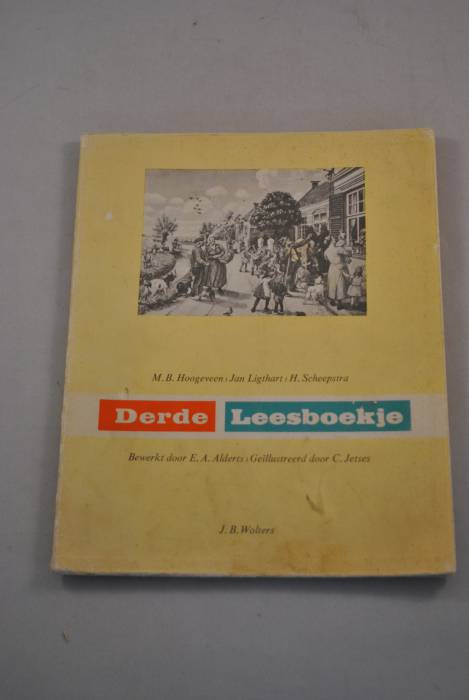 M. B. Hoogeveen : Jan Ligthart : H. Scheepstra
Derde Leesboekje
Bewerkt door E. A. Alderts : Geïllustreerd door C. Jetses
J. B. Wolters